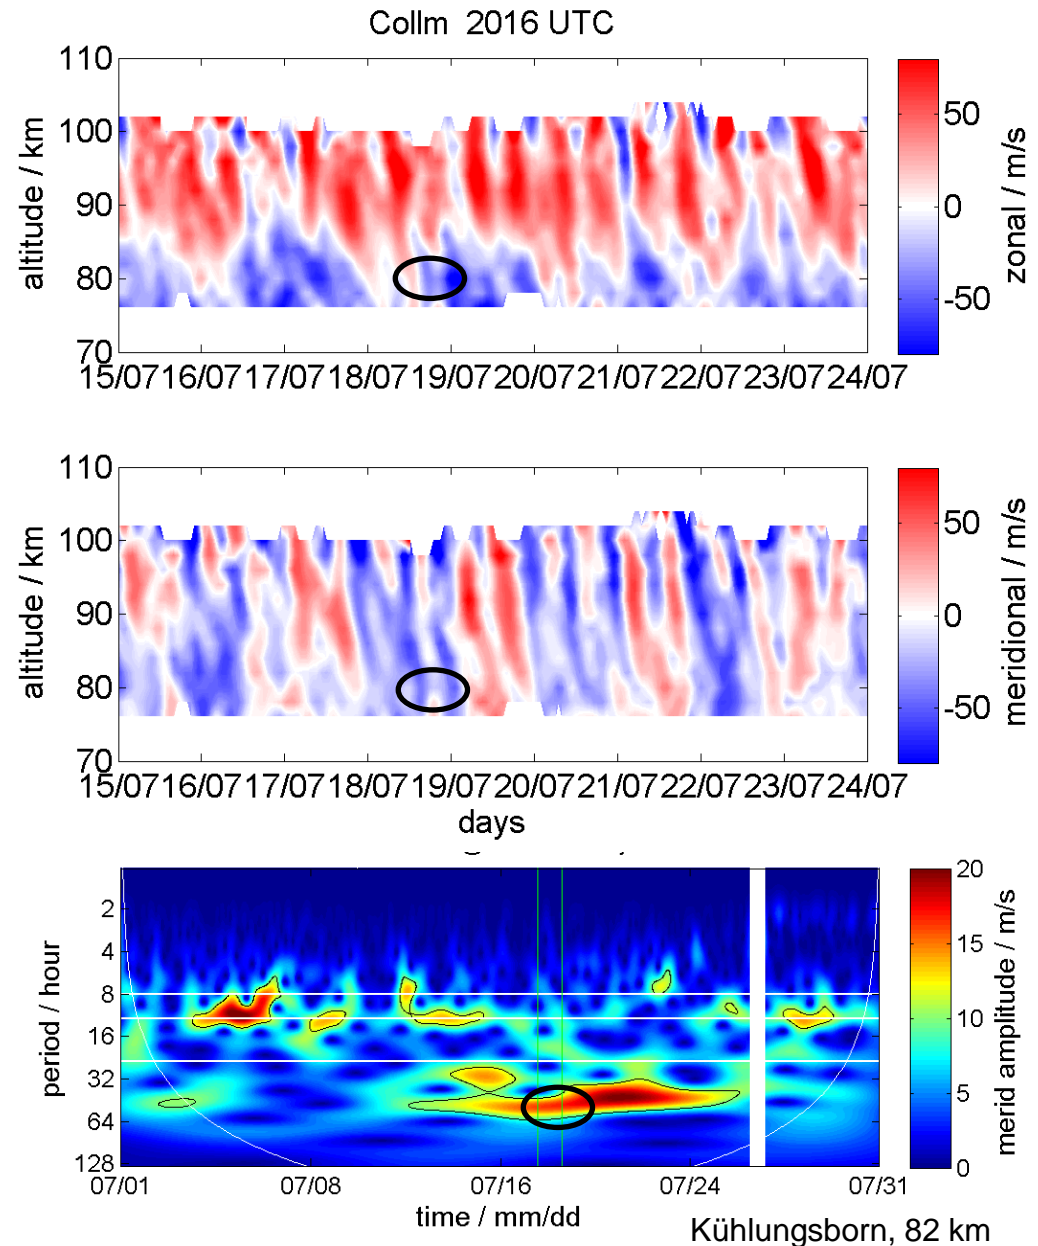 Collm 2016 UTC
110
100
90
80
70
altitude / km
15/07 16/07 17/07 18/07 19/07 20/07 21/07 22/07 23/07 24/07
50
0
-50
zonal / m/s
110
100
90
80
70
altitude / km
15/07 16/07 17/07 18/07 19/07 20/07 21/07 22/07 23/07 24/07
days
50
0
-50
meridional / m/s
2
4
8
16
32
64
128
period / hour
07/01 07/08 07/16 07/24 07/31
time / mm/dd
20
15
10
5
0
merid amplitude / m/s
Kühlungsborn, 82 km